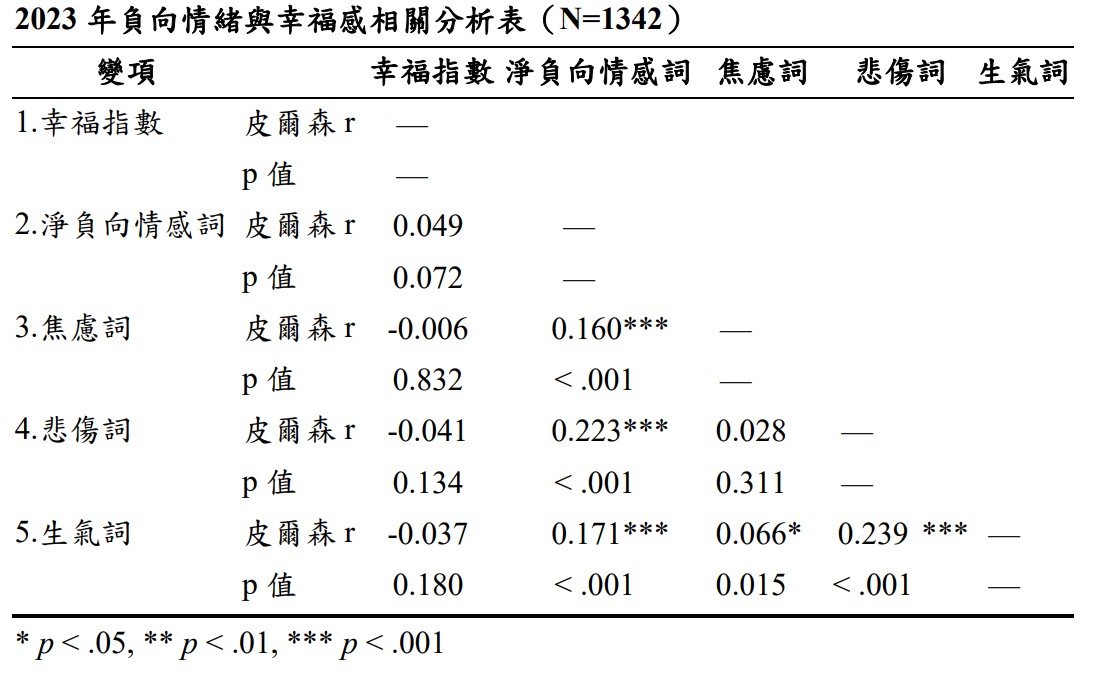 2023 年負向情緒與幸福感相關分析表（N=1342）
變項 幸福指數 淨負向情感詞 焦慮詞 悲傷詞 生氣詞
1.幸福指數 皮爾森 r —
p 值 —
2.淨負向情感詞 皮爾森 r 0.049 —
p 值 0.072 —
3.焦慮詞 皮爾森 r -0.006 0.160*** —
p 值 0.832 < .001 —
4.悲傷詞 皮爾森 r -0.041 0.223*** 0.028 —
p 值 0.134 < .001 0.311 —
5.生氣詞 皮爾森 r -0.037 0.171*** 0.066* 0.239 *** —
p 值 0.180 < .001 0.015 < .001 —
* p < .05, ** p < .01, *** p < .001